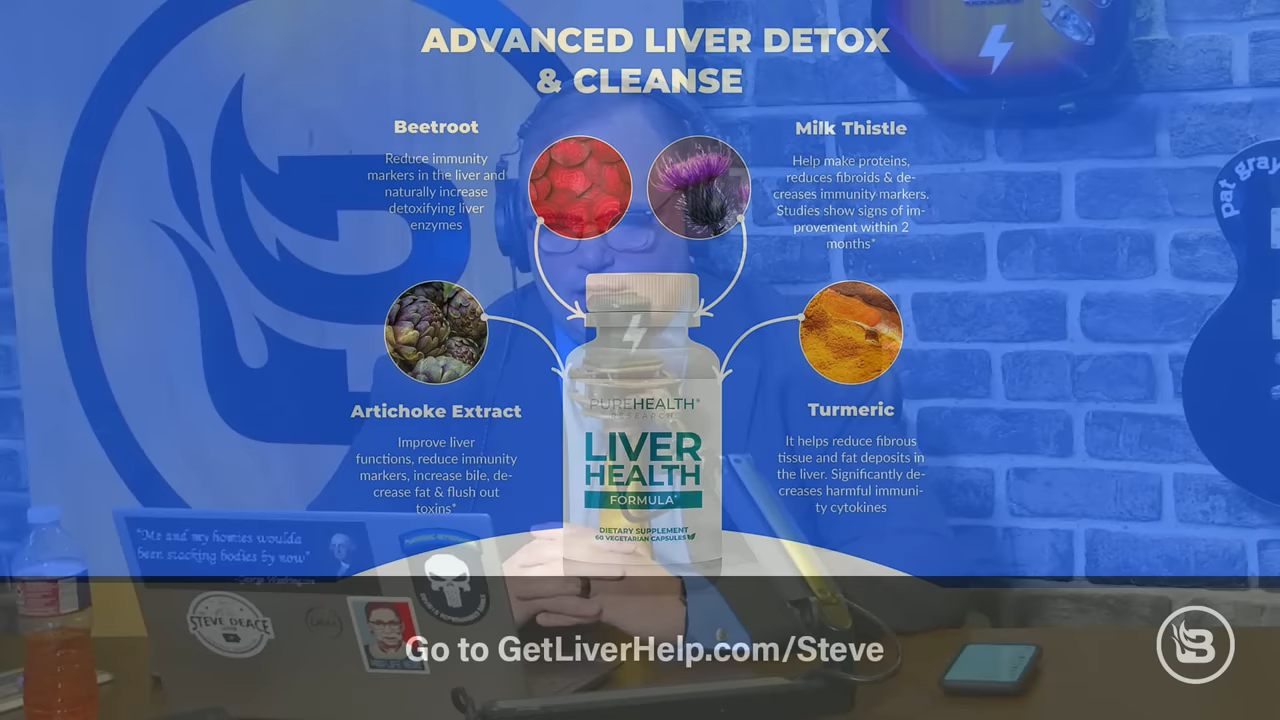 ADVANCED LIVER DETOX
& CLEANSE
Beetroot
Reduce immunity
markers in the liver and
naturally increase
detoxifying liver
enzymes
Milk Thistle
Help make proteins,
reduces fibroids & de-
creases immunity markers.
Studies show signs of im-
provement within 2
months*
pat gray
Artichoke Extract
Improve liver
functions, reduce immunity
markers, increase bile, de-
crease fat & flush out
toxins*
Turmeric
It helps reduce fibrous
tissue and fat deposits in
the liver. Significantly de-
creases harmful immuni-
ty cytokines
PUREHEALTH®
RESEARCH
LIVER
HEALTH
FORMULA*
DIETARY SUPPLEMENT
60 VEGETARIAN CAPSULES
"Me and my homies woulda
been stacking bodies by now"
STEVE DEACE
Go to GetLiverHelp.com/Steve
B